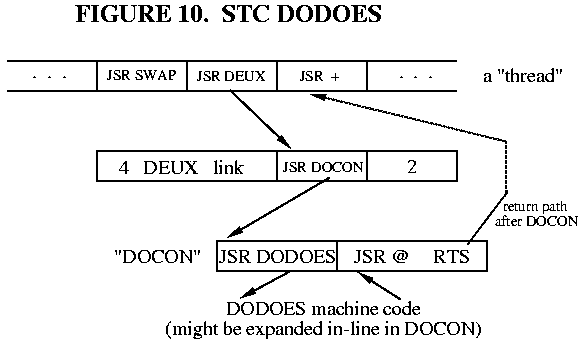 FIGURE 10.  STC DODOES
. . . JSR SWAP JSR DEUX JSR + . . . a "thread"
4 DEUX link JSR DOCON 2
return path
after DOCON
"DOCON" JSR DODOES JSR @ RTS
DODOES machine code
(might be expanded in-line in DOCON)